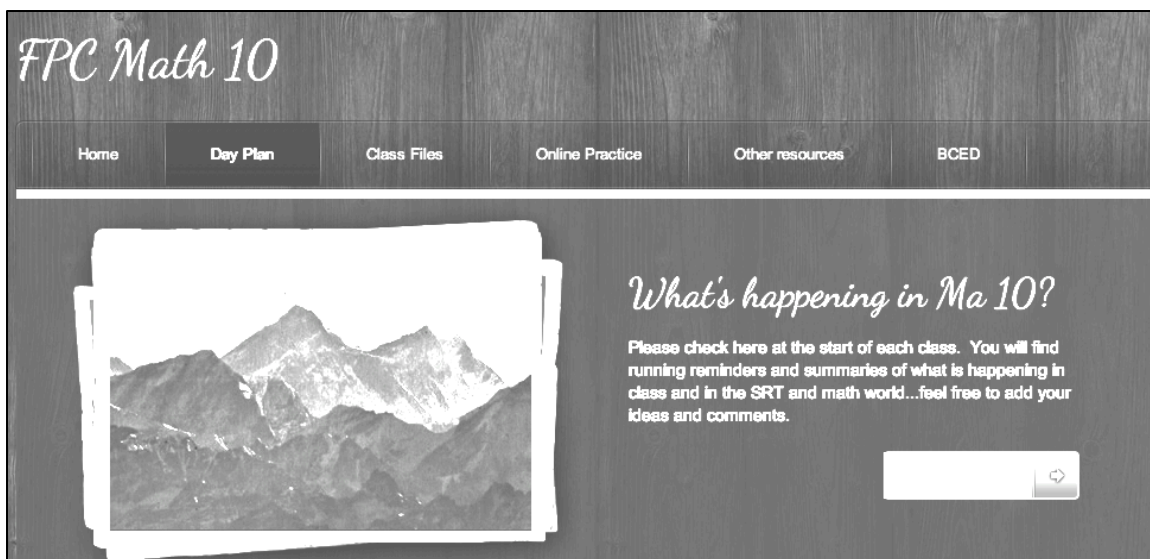 FPC Math 10
Home Day Plan Class Files Online Practice Other resources BCED
What's happening in Ma 10?
Please check here at the start of each class.  You will find
running reminders and summaries of what is happening in
class and in the SRT and math world...feel free to add your
ideas and comments.